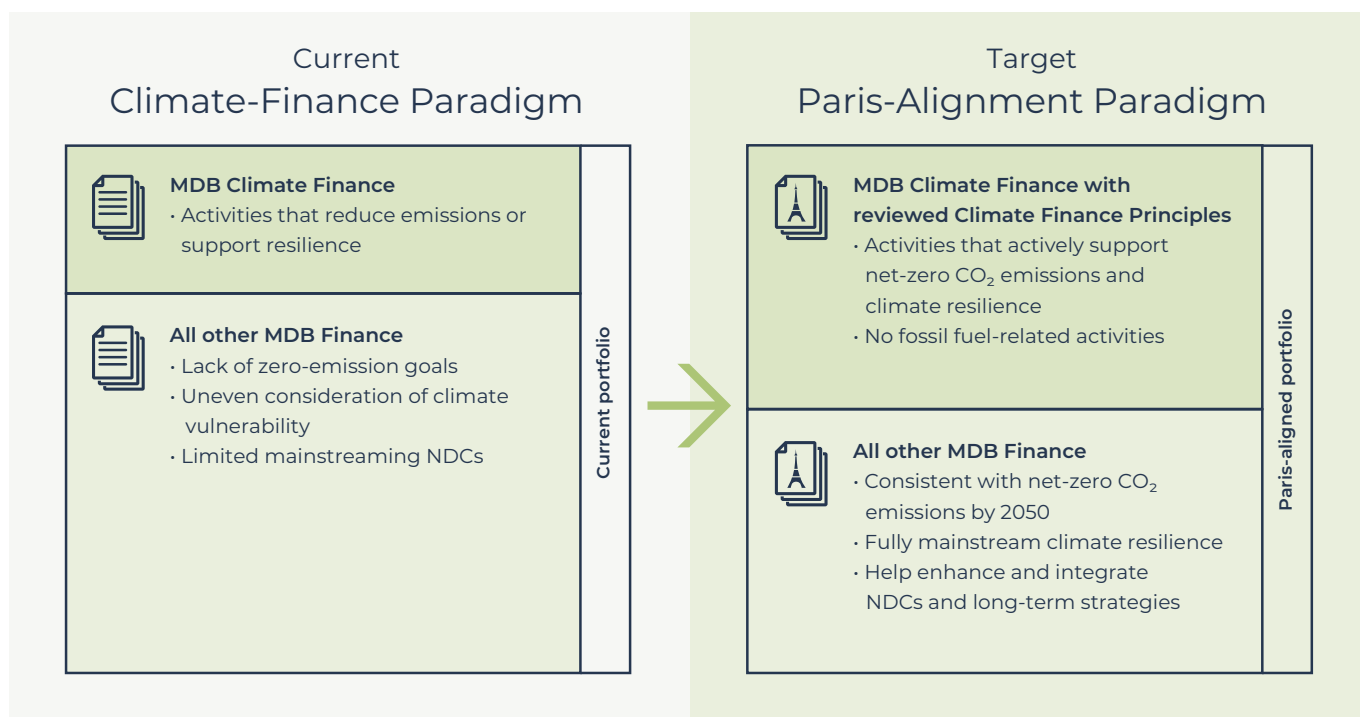 Current
Climate-Finance Paradigm
MDB Climate Finance
· Activities that reduce emissions or
support resilience
All other MDB Finance
· Lack of zero-emission goals
· Uneven consideration of climate
vulnerability
· Limited mainstreaming NDCs
Current portfolio
Target
Paris-Alignment Paradigm
MDB Climate Finance with
reviewed Climate Finance Principles
· Activities that actively support
net-zero CO₂ emissions and
climate resilience
· No fossil fuel-related activities
All other MDB Finance
· Consistent with net-zero CO₂
emissions by 2050
· Fully mainstream climate resilience
· Help enhance and integrate
NDCs and long-term strategies
Paris-aligned portfolio